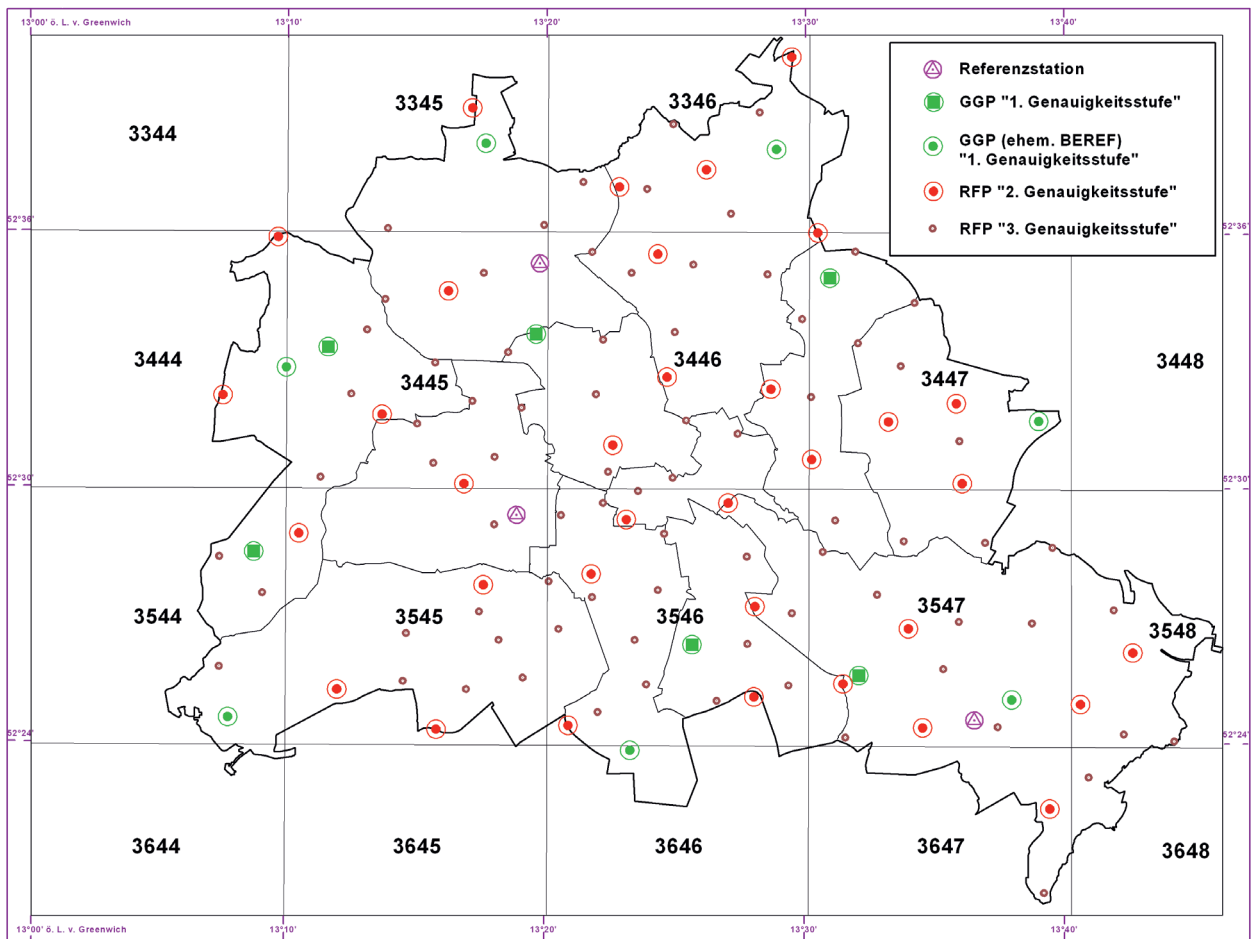 13°00' ö. L. v. Greenwich 13°10' 13°20' 13°30' 13°40'
Referenzstation
GGP "1. Genauigkeitsstufe"
GGP (ehem. BEREF)
"1. Genauigkeitsstufe"
RFP "2. Genauigkeitsstufe"
RFP "3. Genauigkeitsstufe"
3344 3345 3346
52°36' 52°36'
3444 3445 3446 3447 3448
52°30' 52°30'
3544 3545 3546 3547 3548
52°24' 52°24'
3644 3645 3646 3647 3648
13°00' ö. L. v. Greenwich 13°10' 13°20' 13°30' 13°40'